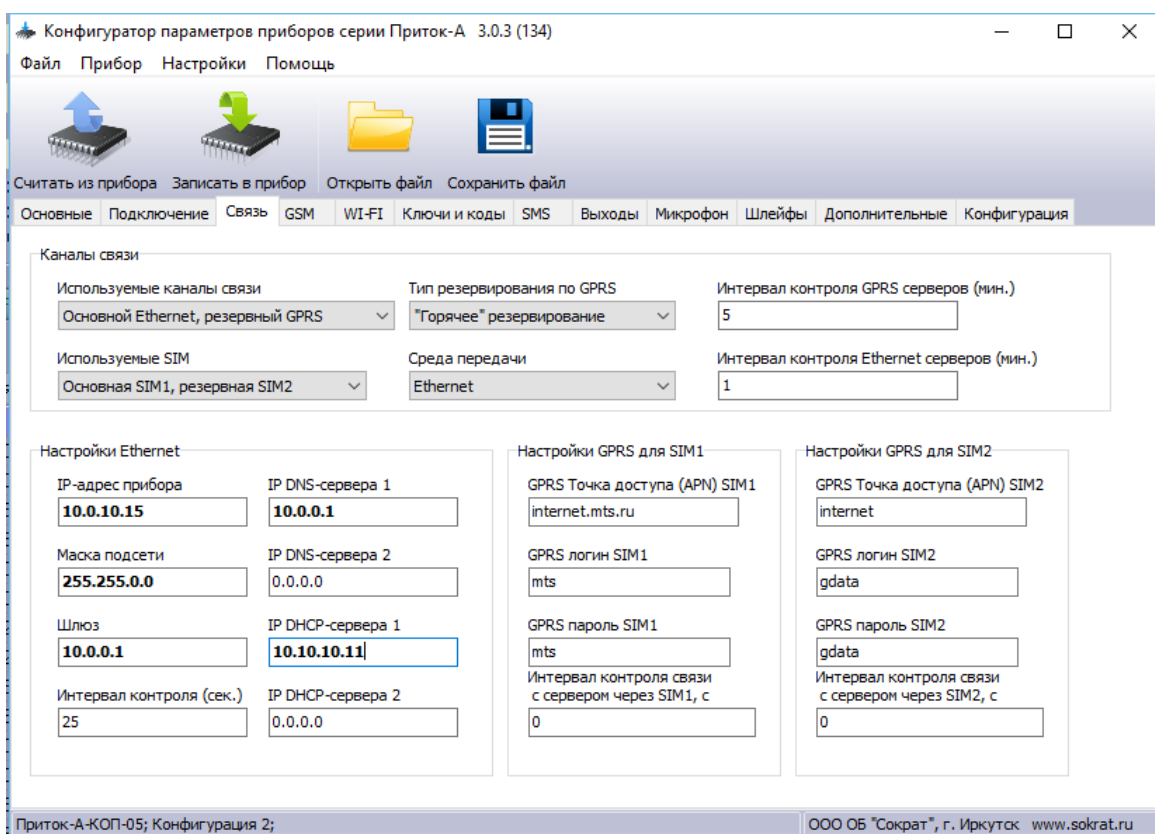 Конфигуратор параметров приборов серии Приток-А 3.0.3 (134)
Файл Прибор Настройки Помощь
Считать из прибора Записать в прибор Открыть файл Сохранить файл
Основные Подключение Связь GSM WI-FI Ключи и коды SMS Выходы Микрофон Шлейфы Дополнительные Конфигурация
Каналы связи
Используемые каналы связи Тип резервирования по GPRS Интервал контроля GPRS серверов (мин.)
Основной Ethernet, резервный GPRS "Горячее" резервирование 5
Используемые SIM Среда передачи Интервал контроля Ethernet серверов (мин.)
Основная SIM1, резервная SIM2 Ethernet 1
Настройки Ethernet Настройки GPRS для SIM1 Настройки GPRS для SIM2
IP-адрес прибора IP DNS-сервера 1 GPRS Точка доступа (APN) SIM1 GPRS Точка доступа (APN) SIM2
10.0.10.15 10.0.0.1 internet.mts.ru internet
Маска подсети IP DNS-сервера 2 GPRS логин SIM1 GPRS логин SIM2
255.255.0.0 0.0.0.0 mts gdata
Шлюз IP DHCP-сервера 1 GPRS пароль SIM1 GPRS пароль SIM2
10.0.0.1 10.10.10.11 mts gdata
Интервал контроля (сек.) IP DHCP-сервера 2 Интервал контроля связи Интервал контроля связи
с сервером через SIM1, с с сервером через SIM2, с
25 0.0.0.0 0 0
Приток-А-КОП-05; Конфигурация 2; ООО ОБ "Сократ", г. Иркутск www.sokrat.ru